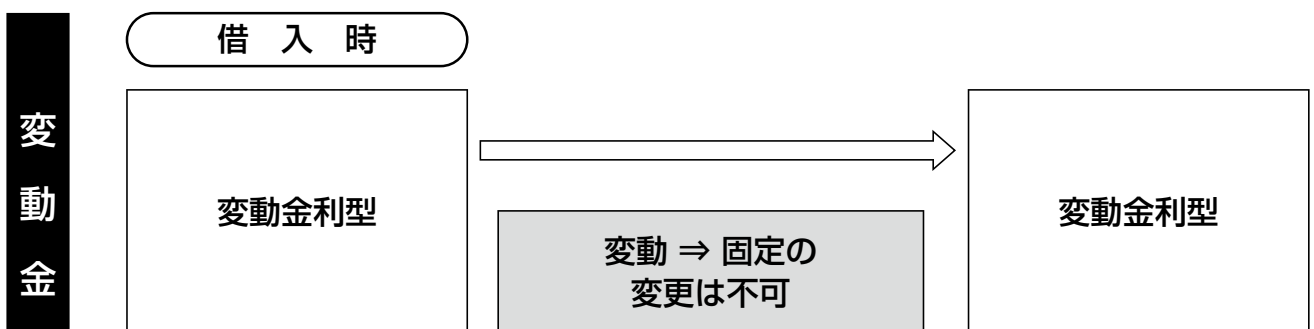 変動金
借入時
変動金利型
変動 ⇒ 固定の
変更は不可
変動金利型